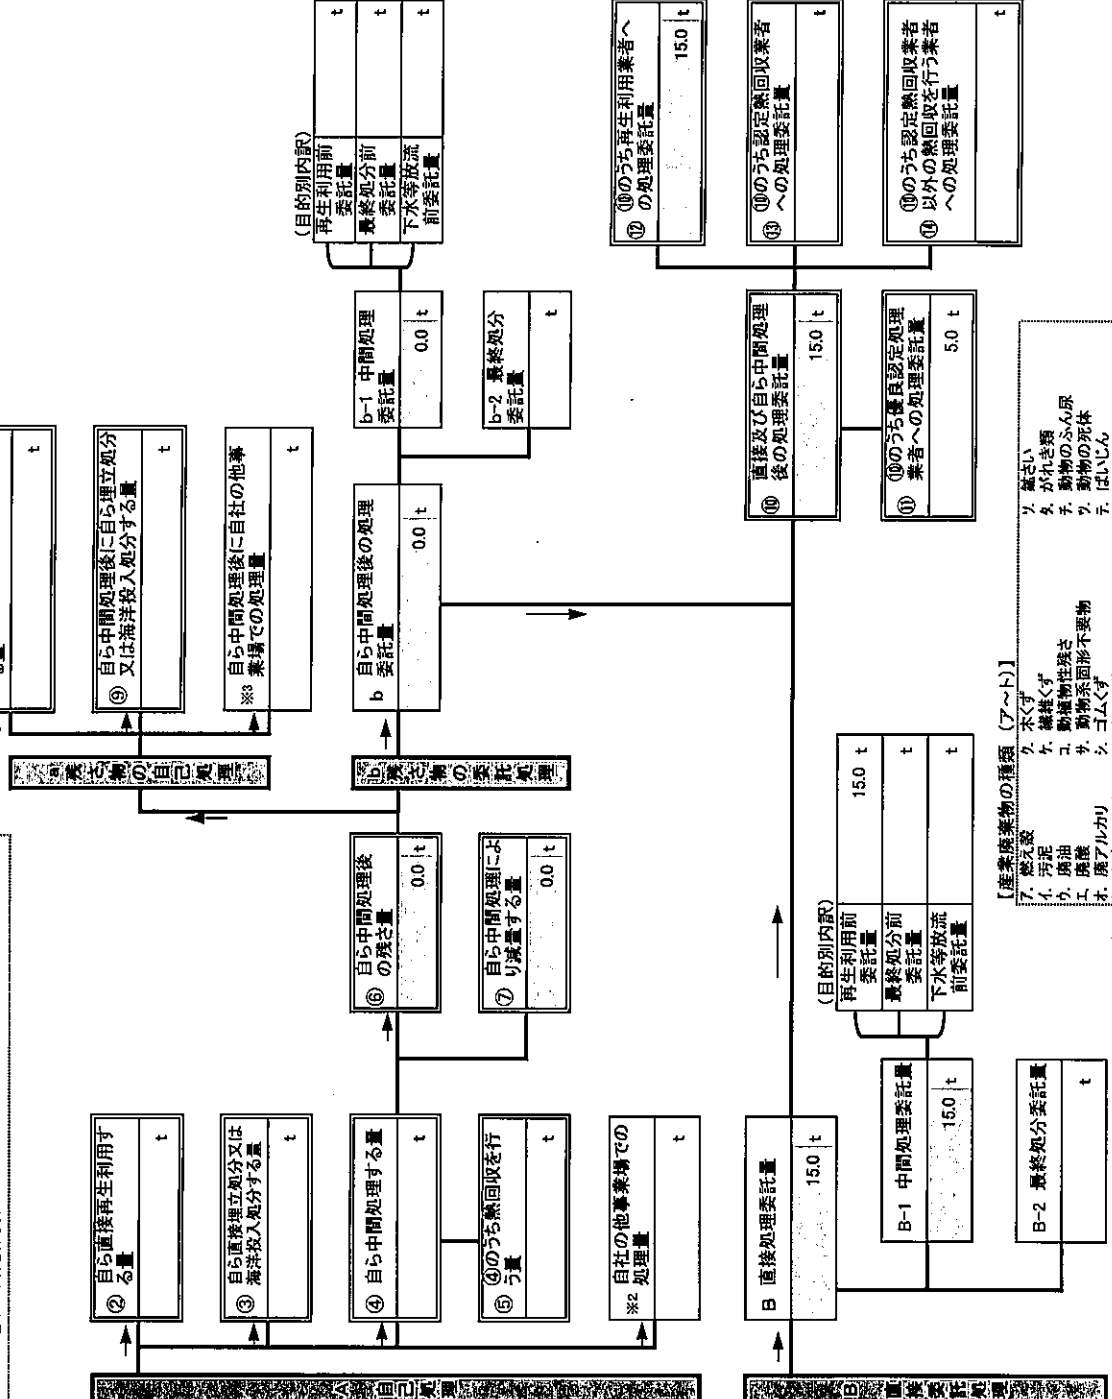 A 自己処理
② 自ら直接再生利用す
る量
t
③ 自ら直接埋立処分又は
海洋投入処分する量
t
④ 自ら中間処理する量
t
⑤ ④のうち熱回収を行
う量
t
※2 自社の他事業場での
処理量
t
⑥ 自ら中間処理後
の残さ量
0.0 t
⑦ 自ら中間処理によ
り減量する量
0.0 t
a 残さ物の自己処理
t
⑨ 自ら中間処理後に自ら埋立処分
又は海洋投入処分する量
t
※3 自ら中間処理後に自社の他事
業場での処理量
t
b 残さ物の委託処理
b 自ら中間処理後の処理
委託量
0.0 t
b-1 中間処理
委託量
0.0 t
b-2 最終処分
委託量
t
(目的別内訳)
再生利用前
委託量
t
最終処分前
委託量
t
下水等放流
前委託量
t
B 直接委託処理
B 直接処理委託量
15.0 t
B-1 中間処理委託量
15.0 t
B-2 最終処分委託量
t
(目的別内訳)
再生利用前
委託量
15.0 t
最終処分前
委託量
t
下水等放流
前委託量
t
⑩ 直接及び自ら中間処理
後の処理委託量
15.0 t
⑪ ⑩のうち優良認定処理
業者への処理委託量
5.0 t
⑫ ⑩のうち再生利用業者へ
の処理委託量
15.0 t
⑬ ⑩のうち認定熱回収業者
への処理委託量
t
⑭ ⑩のうち認定熱回収業者
以外の熱回収を行う業者
への処理委託量
t
【産業廃棄物の種類 (ア~ト)】
ア. 燃え殻
イ. 汚泥
ウ. 廃油
エ. 廃酸
オ. 廃アルカリ
ク. 木くず
ケ. 繊維くず
コ. 動植物性残さ
サ. 動物系固形不要物
シ. ゴムくず
ソ. 鉱さい
タ. がれき類
チ. 動物のふん尿
ツ. 動物の死体
テ. ばいじん